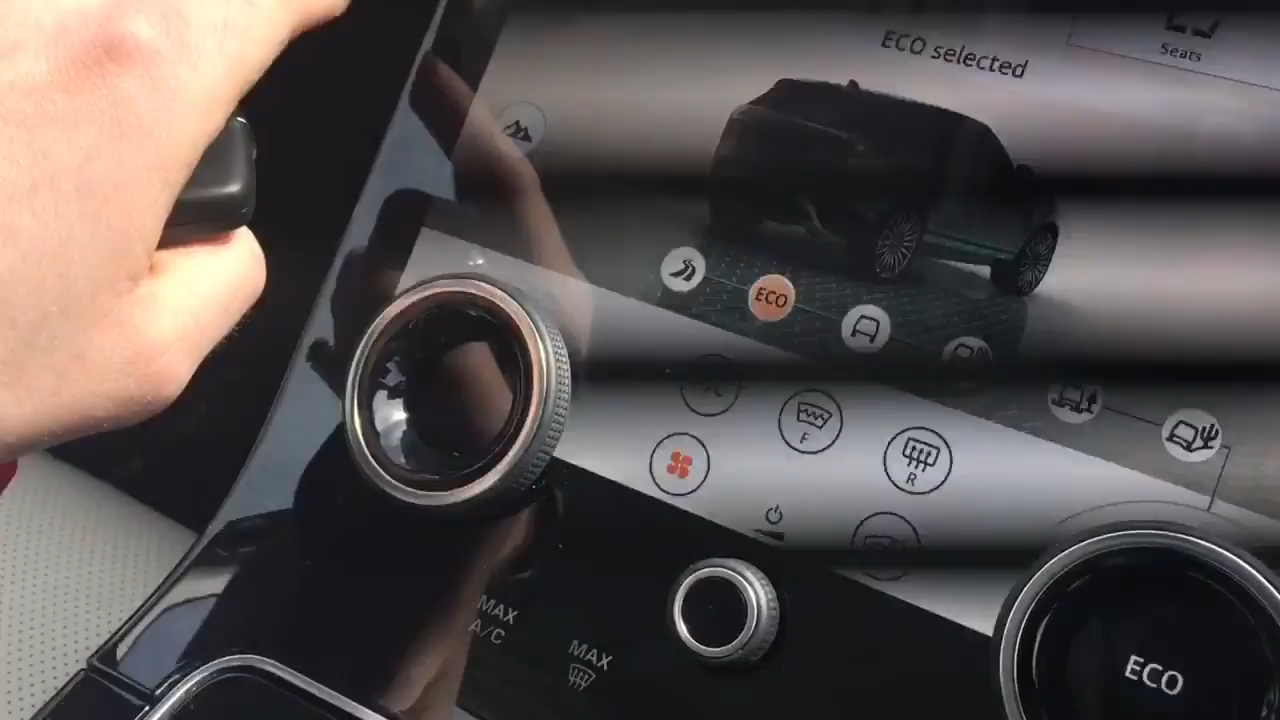 ECO selected
Seats
ECO
F
R
MAX
A/C
MAX
ECO